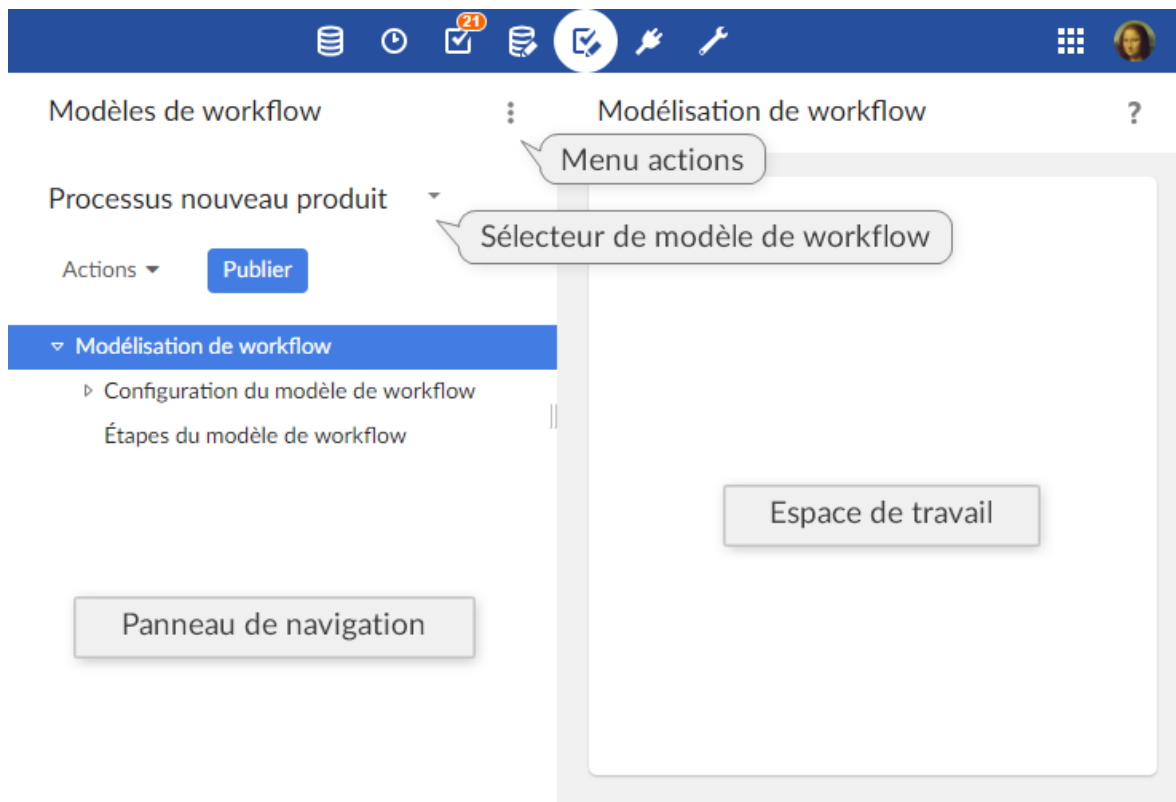 21
Modèles de workflow
Modélisation de workflow
?
Menu actions
Processus nouveau produit
Sélecteur de modèle de workflow
Actions
Publier
Modélisation de workflow
Configuration du modèle de workflow
Étapes du modèle de workflow
Espace de travail
Panneau de navigation